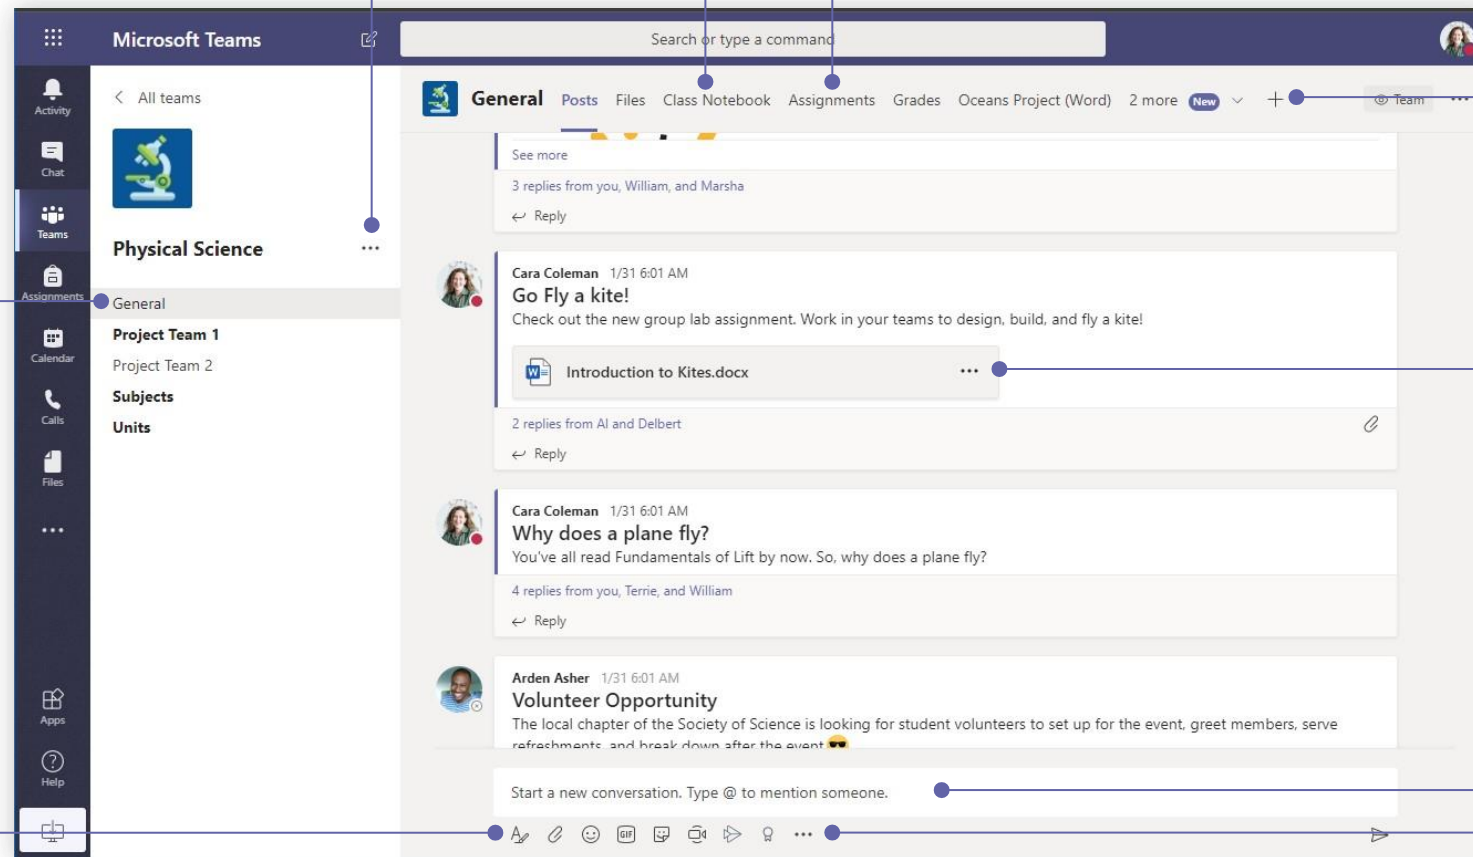 Microsoft Teams
Search or type a command
Activity
Chat
Teams
Assignments
Calendar
Calls
Files
Apps
Help
All teams
Physical Science
General
Project Team 1
Project Team 2
Subjects
Units
General Posts Files Class Notebook Assignments Grades Oceans Project (Word) 2 more New
Team
See more
3 replies from you, William, and Marsha
Reply
Cara Coleman 1/31 6:01 AM
Go Fly a kite!
Check out the new group lab assignment. Work in your teams to design, build, and fly a kite!
Introduction to Kites.docx
2 replies from Al and Delbert
Reply
Cara Coleman 1/31 6:01 AM
Why does a plane fly?
You've all read Fundamentals of Lift by now. So, why does a plane fly?
4 replies from you, Terrie, and William
Reply
Arden Asher 1/31 6:01 AM
Volunteer Opportunity
The local chapter of the Society of Science is looking for student volunteers to set up for the event, greet members, serve
refreshments, and break down after the event
Start a new conversation. Type @ to mention someone.
GIF